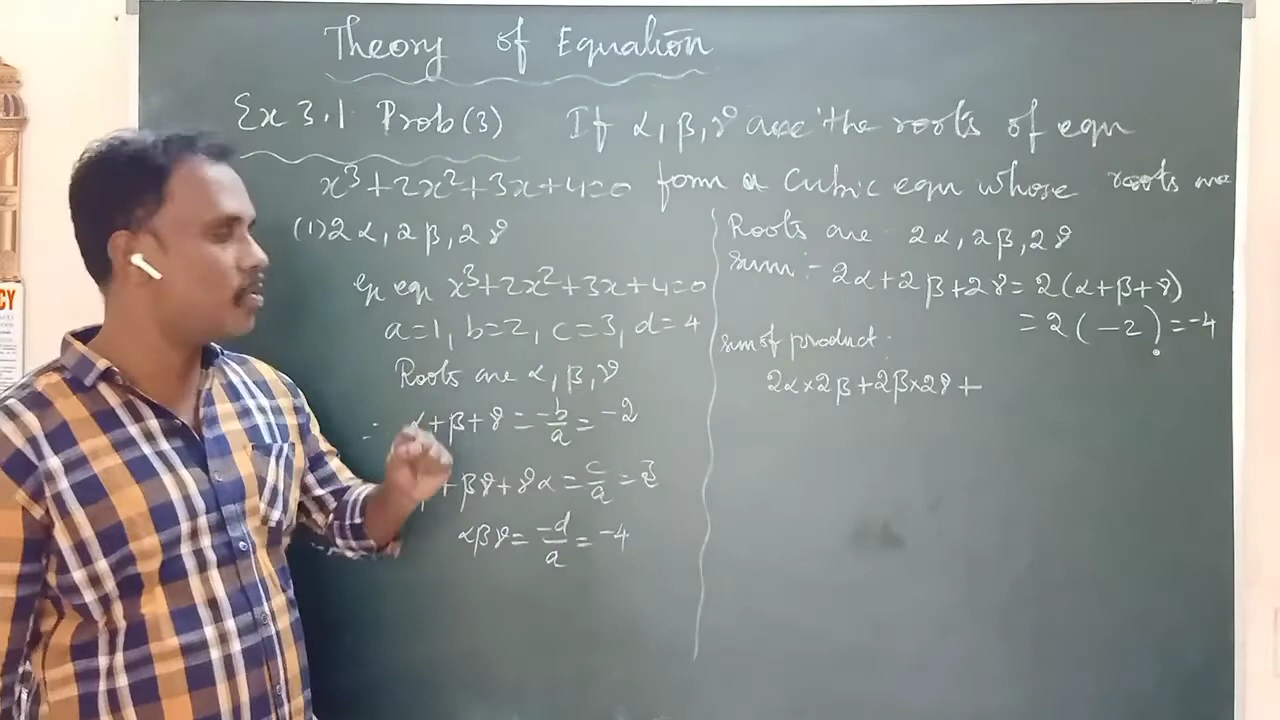 Theory of Equation
Ex 3.1 Prob (3) If α, β, γ are the roots of eqn
x³+2x²+3x+4=0 form a cubic eqn whose roots are
(1) 2α, 2β, 2γ
eqn x³+2x²+3x+4=0
a=1, b=2, c=3, d=4
Roots are α, β, γ
α+β+γ = -b/a = -2
+βγ+γα = c/a = 3
αβγ = -d/a = -4
Roots are 2α, 2β, 2γ
sum:- 2α+2β+2γ = 2(α+β+γ)
= 2(-2) = -4
sum of product:
2α×2β+2β×2γ+
CY